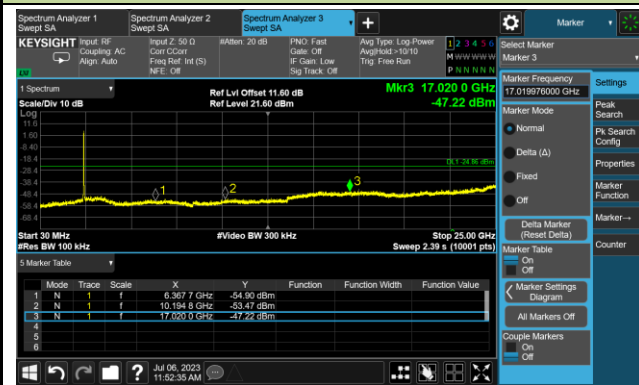 Spectrum Analyzer 1
Swept SA
Spectrum Analyzer 2
Swept SA
Spectrum Analyzer 3
Swept SA
Marker
KEYSIGHT
Input: RF
Coupling: AC
Align: Auto
Input Z: 50 Ω
Corr CCorr
Freq Ref: Int (S)
NFE: Off
#Atten: 20 dB
PNO: Fast
Gate: Off
IF Gain: Low
Sig Track: Off
Avg Type: Log-Power
Avg|Hold:>10/10
Trig: Free Run
1 2 3 4 5 6
M W W W W W
P N N N N N
LV
Select Marker
Marker 3
Marker Frequency
17.019976000 GHz
Marker Mode
Normal
Delta (Δ)
Fixed
Off
Delta Marker
(Reset Delta)
Marker Table
On
Off
Marker Settings
Diagram
All Markers Off
Couple Markers
On
Off
Settings
Peak
Search
Pk Search
Config
Properties
Marker
Function
Marker→
Counter
1 Spectrum
Scale/Div 10 dB
Log
Ref Lvl Offset 11.60 dB
Ref Level 21.60 dBm
Mkr3 17.020 0 GHz
-47.22 dBm
11.6
1.60
-8.40
-18.4
-28.4
-38.4
-48.4
-58.4
-68.4
DL1 -24.86 dBm
1
2
3
Start 30 MHz
#Res BW 100 kHz
#Video BW 300 kHz
Stop 25.00 GHz
Sweep 2.39 s (10001 pts)
5 Marker Table
Mode Trace Scale X Y Function Function Width Function Value
1 N 1 f 6.367 7 GHz -54.90 dBm
2 N 1 f 10.194 8 GHz -53.47 dBm
3 N 1 f 17.020 0 GHz -47.22 dBm
4
5
6
Jul 06, 2023
11:52:35 AM